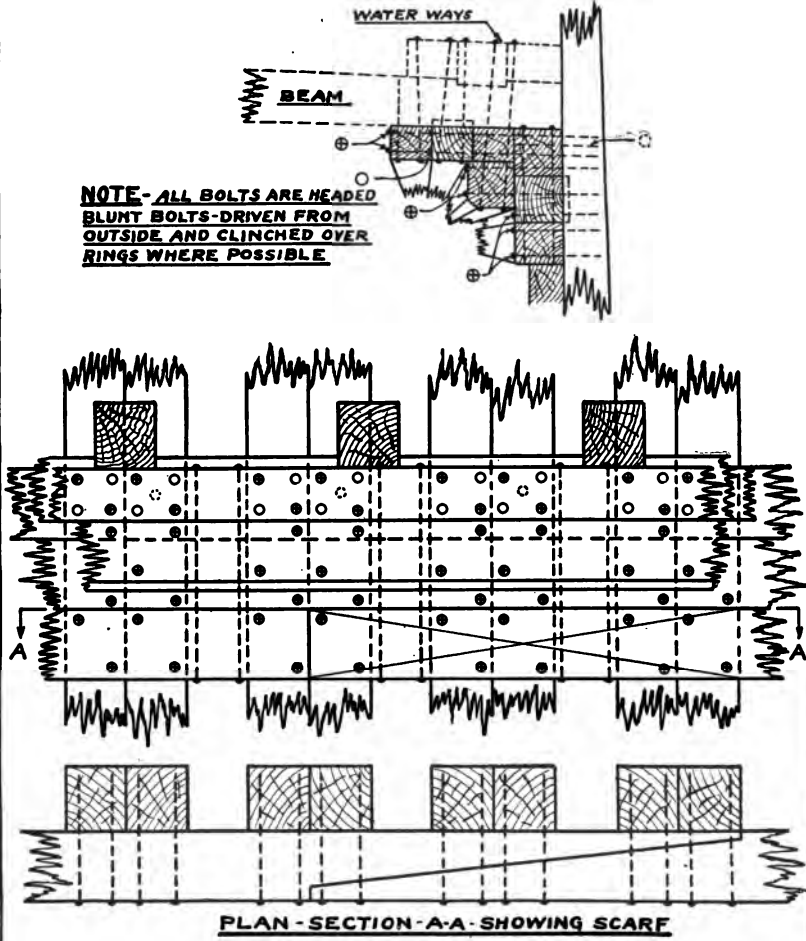 WATER WAYS
BEAM
NOTE- ALL BOLTS ARE HEADED
BLUNT BOLTS-DRIVEN FROM
OUTSIDE AND CLINCHED OVER
RINGS WHERE POSSIBLE
A A
PLAN-SECTION-A-A-SHOWING SCARF